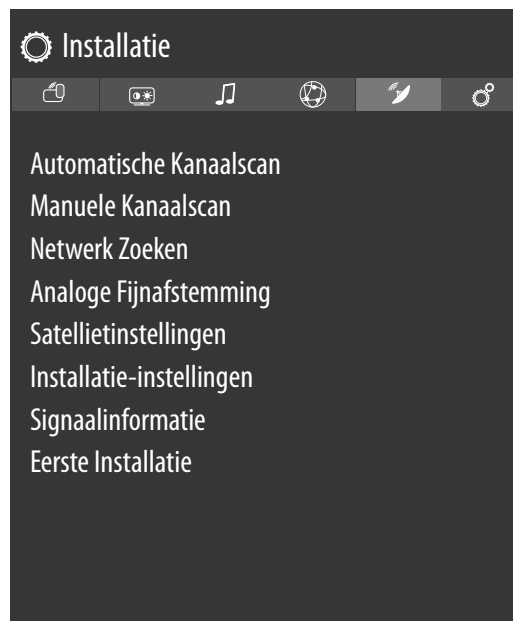 Installatie
Automatische Kanaalscan
Manuele Kanaalscan
Netwerk Zoeken
Analoge Fijnafstemming
Satellietinstellingen
Installatie-instellingen
Signaalinformatie
Eerste Installatie